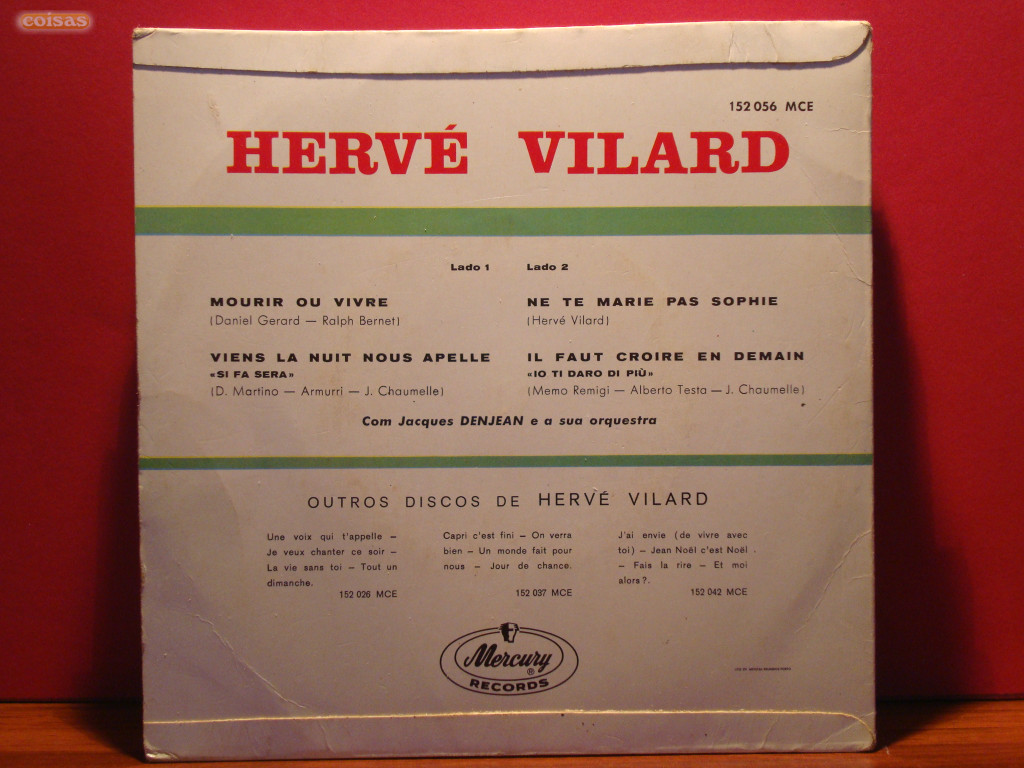 coisas
152 056 MCE
HERVÉ VILARD
Lado 1
MOURIR OU VIVRE
(Daniel Gerard — Ralph Bernet)
VIENS LA NUIT NOUS APELLE
«SI FA SERA»
(D. Martino — Armurri — J. Chaumelle)
Lado 2
NE TE MARIE PAS SOPHIE
(Hervé Vilard)
IL FAUT CROIRE EN DEMAIN
«IO TI DARO DI PIÙ»
(Memo Remigi — Alberto Testa — J. Chaumelle)
Com Jacques DENJEAN e a sua orquestra
OUTROS DISCOS DE HERVÉ VILARD
Une voix qui t'appelle —
Je veux chanter ce soir —
La vie sans toi — Tout un
dimanche.
152 026 MCE
Capri c'est fini — On verra
bien — Un monde fait pour
nous — Jour de chance.
152 037 MCE
J'ai envie (de vivre avec
toi) — Jean Noël c'est Noël
— Fais la rire — Et moi
alors?.
152 042 MCE
Mercury ®
RECORDS